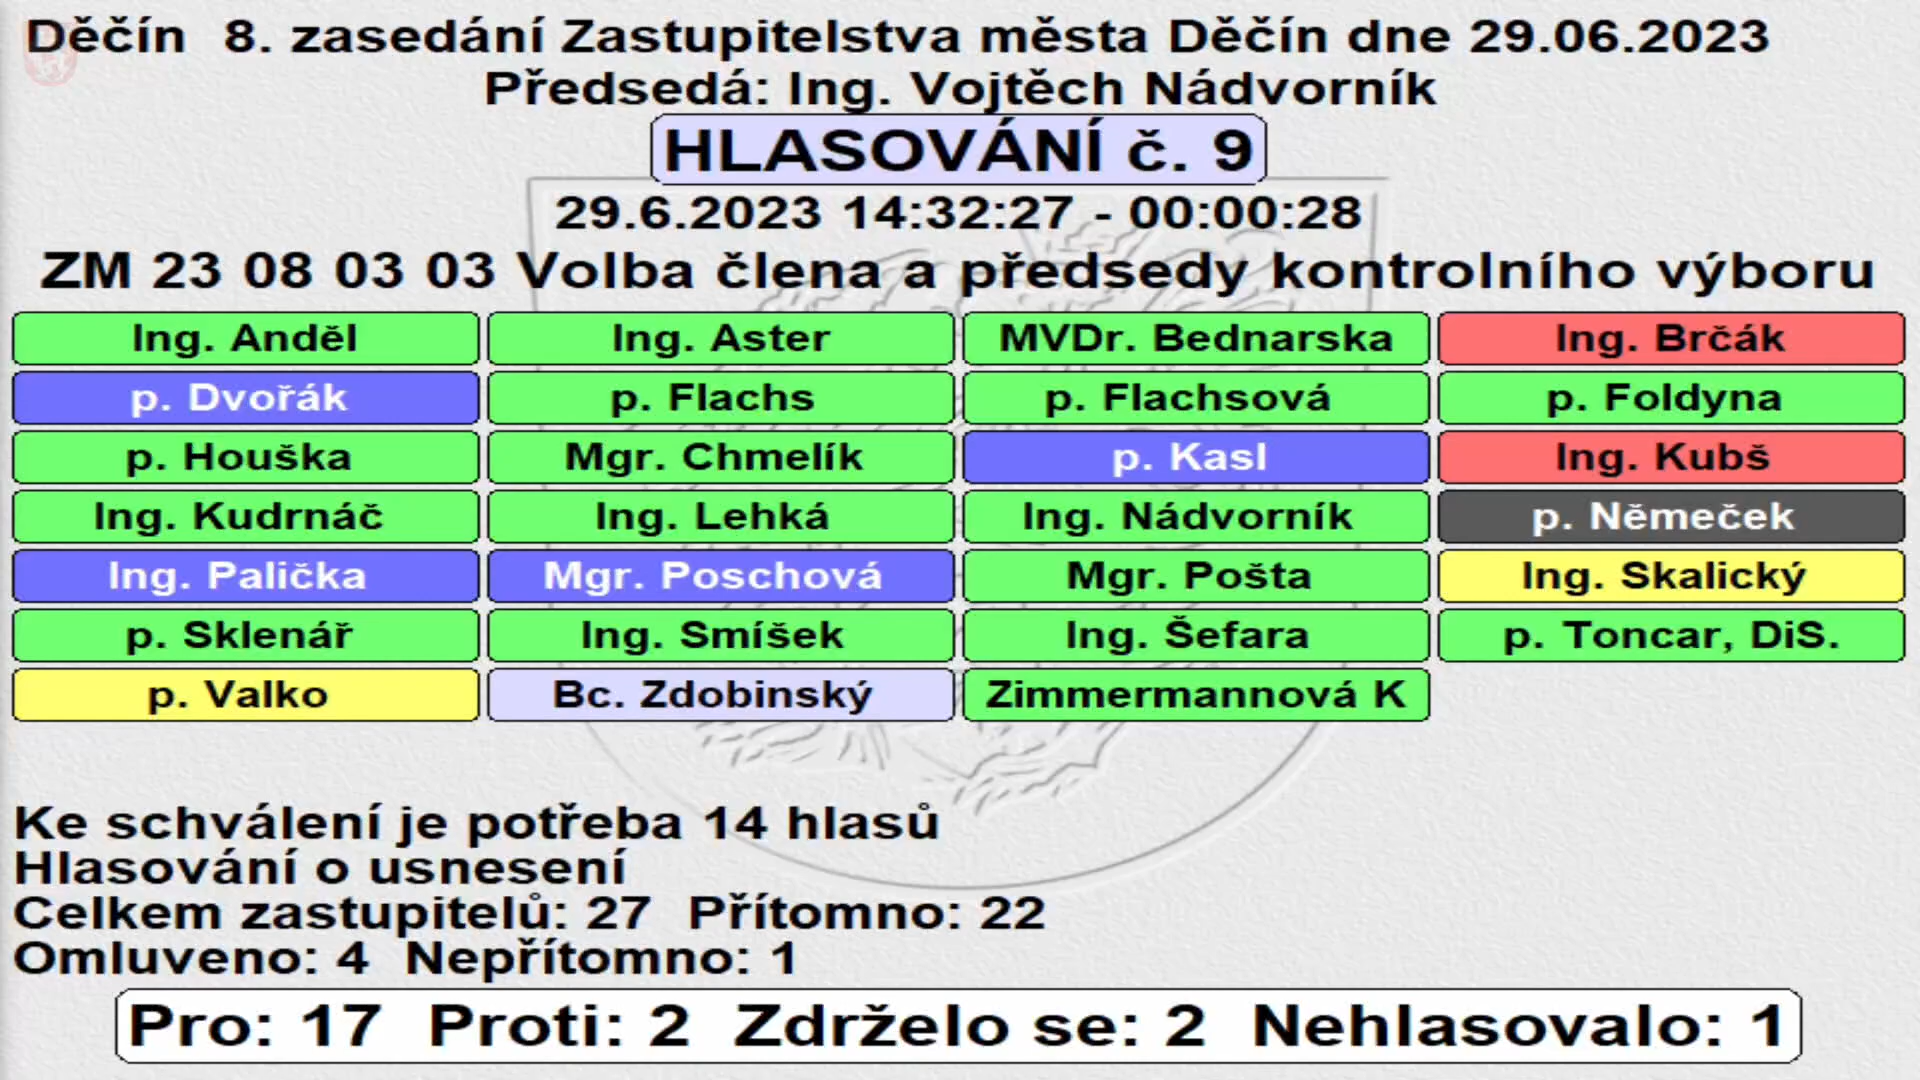 Děčín 8. zasedání Zastupitelstva města Děčín dne 29.06.2023
Předsedá: Ing. Vojtěch Nádvorník
HLASOVÁNÍ č. 9
29.6.2023 14:32:27 - 00:00:28
ZM 23 08 03 03 Volba člena a předsedy kontrolního výboru
Ing. Anděl Ing. Aster MVDr. Bednarska Ing. Brčák
p. Dvořák p. Flachs p. Flachsová p. Foldyna
p. Houška Mgr. Chmelík p. Kasl Ing. Kubš
Ing. Kudrnáč Ing. Lehká Ing. Nádvorník p. Němeček
Ing. Palička Mgr. Poschová Mgr. Pošta Ing. Skalický
p. Sklenář Ing. Smíšek Ing. Šefara p. Toncar, DiS.
p. Valko Bc. Zdobinský Zimmermannová K
Ke schválení je potřeba 14 hlasů
Hlasování o usnesení
Celkem zastupitelů: 27 Přítomno: 22
Omluveno: 4 Nepřítomno: 1
Pro: 17 Proti: 2 Zdrželo se: 2 Nehlasovalo: 1